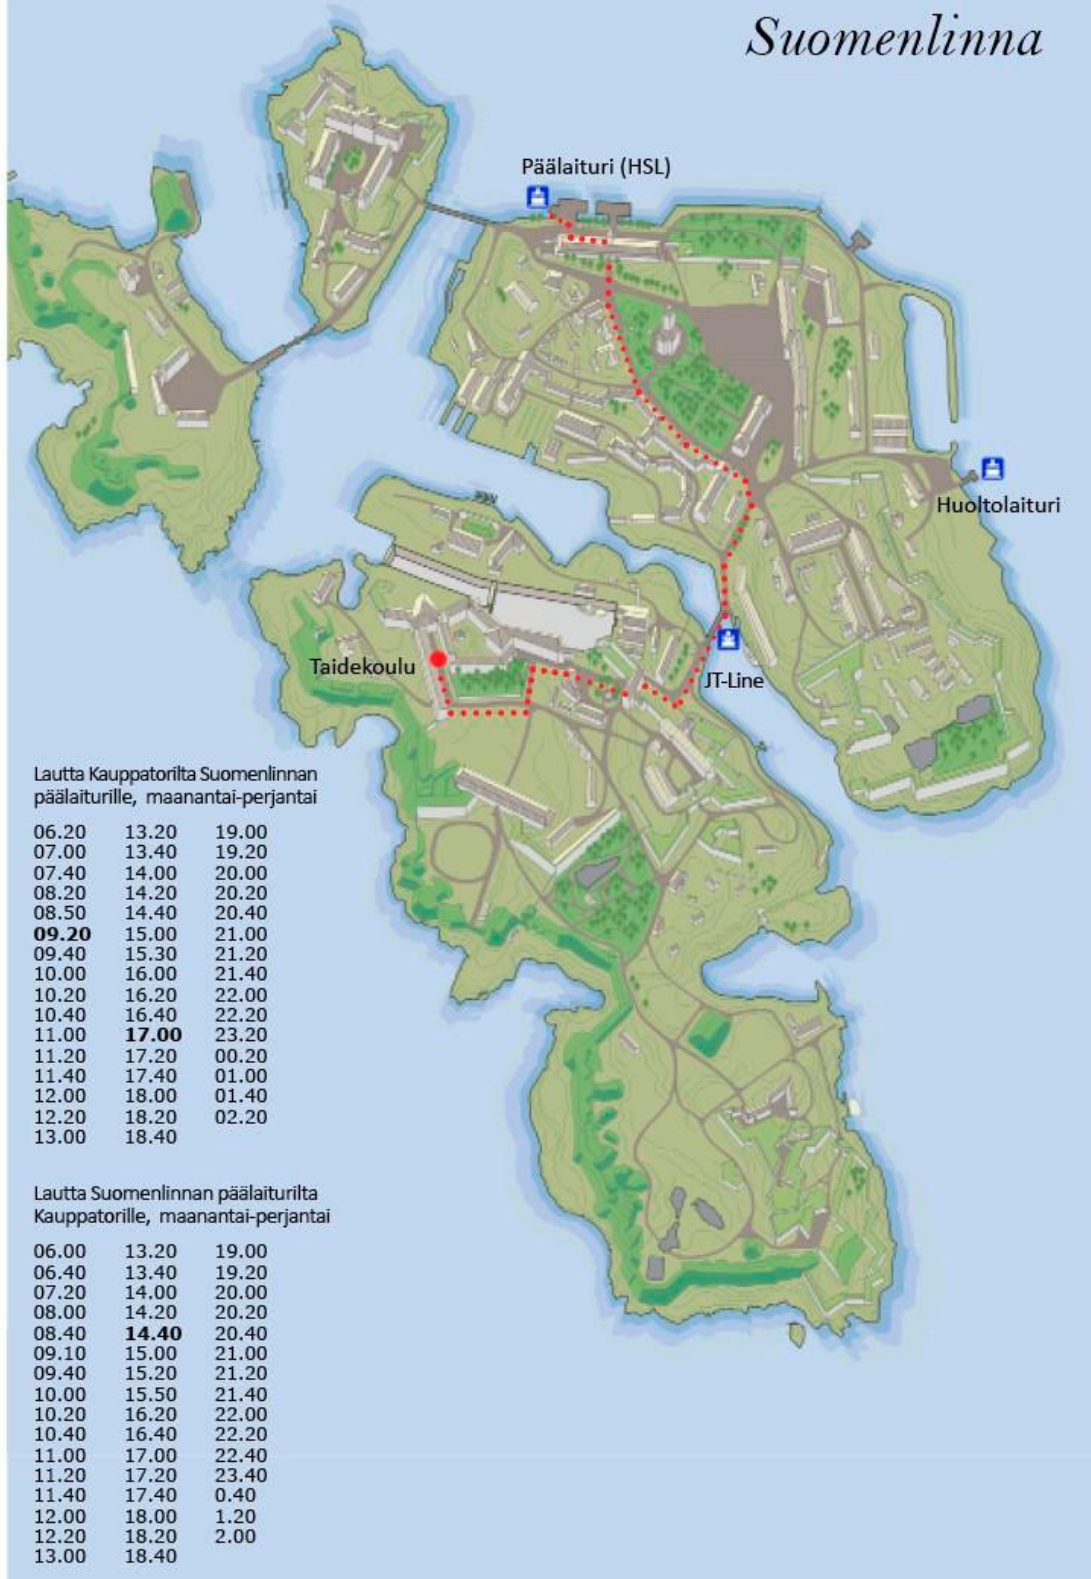 Suomenlinna
Päälaituri (HSL)
Huoltolaituri
Taidekoulu
JT-Line
Lautta Kauppatorilta Suomenlinnan
päälaiturille, maanantai-perjantai
06.20 13.20 19.00
07.00 13.40 19.20
07.40 14.00 20.00
08.20 14.20 20.20
08.50 14.40 20.40
09.20 15.00 21.00
09.40 15.30 21.20
10.00 16.00 21.40
10.20 16.20 22.00
10.40 16.40 22.20
11.00 17.00 23.20
11.20 17.20 00.20
11.40 17.40 01.00
12.00 18.00 01.40
12.20 18.20 02.20
13.00 18.40
Lautta Suomenlinnan päälaiturilta
Kauppatorille, maanantai-perjantai
06.00 13.20 19.00
06.40 13.40 19.20
07.20 14.00 20.00
08.00 14.20 20.20
08.40 14.40 20.40
09.10 15.00 21.00
09.40 15.20 21.20
10.00 15.50 21.40
10.20 16.20 22.00
10.40 16.40 22.20
11.00 17.00 22.40
11.20 17.20 23.40
11.40 17.40 0.40
12.00 18.00 1.20
12.20 18.20 2.00
13.00 18.40